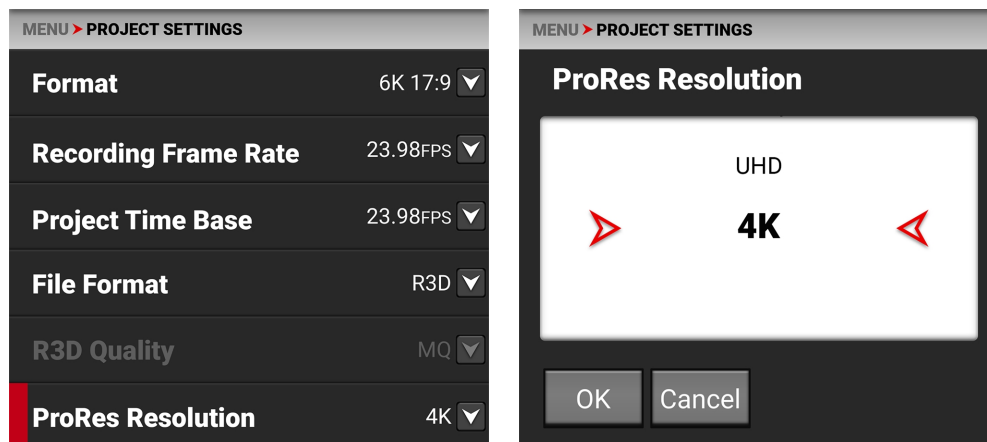 MENU PROJECT SETTINGS
Format 6K 17:9
Recording Frame Rate 23.98FPS
Project Time Base 23.98FPS
File Format R3D
R3D Quality MQ
ProRes Resolution 4K
MENU PROJECT SETTINGS
ProRes Resolution
UHD
4K
OK Cancel